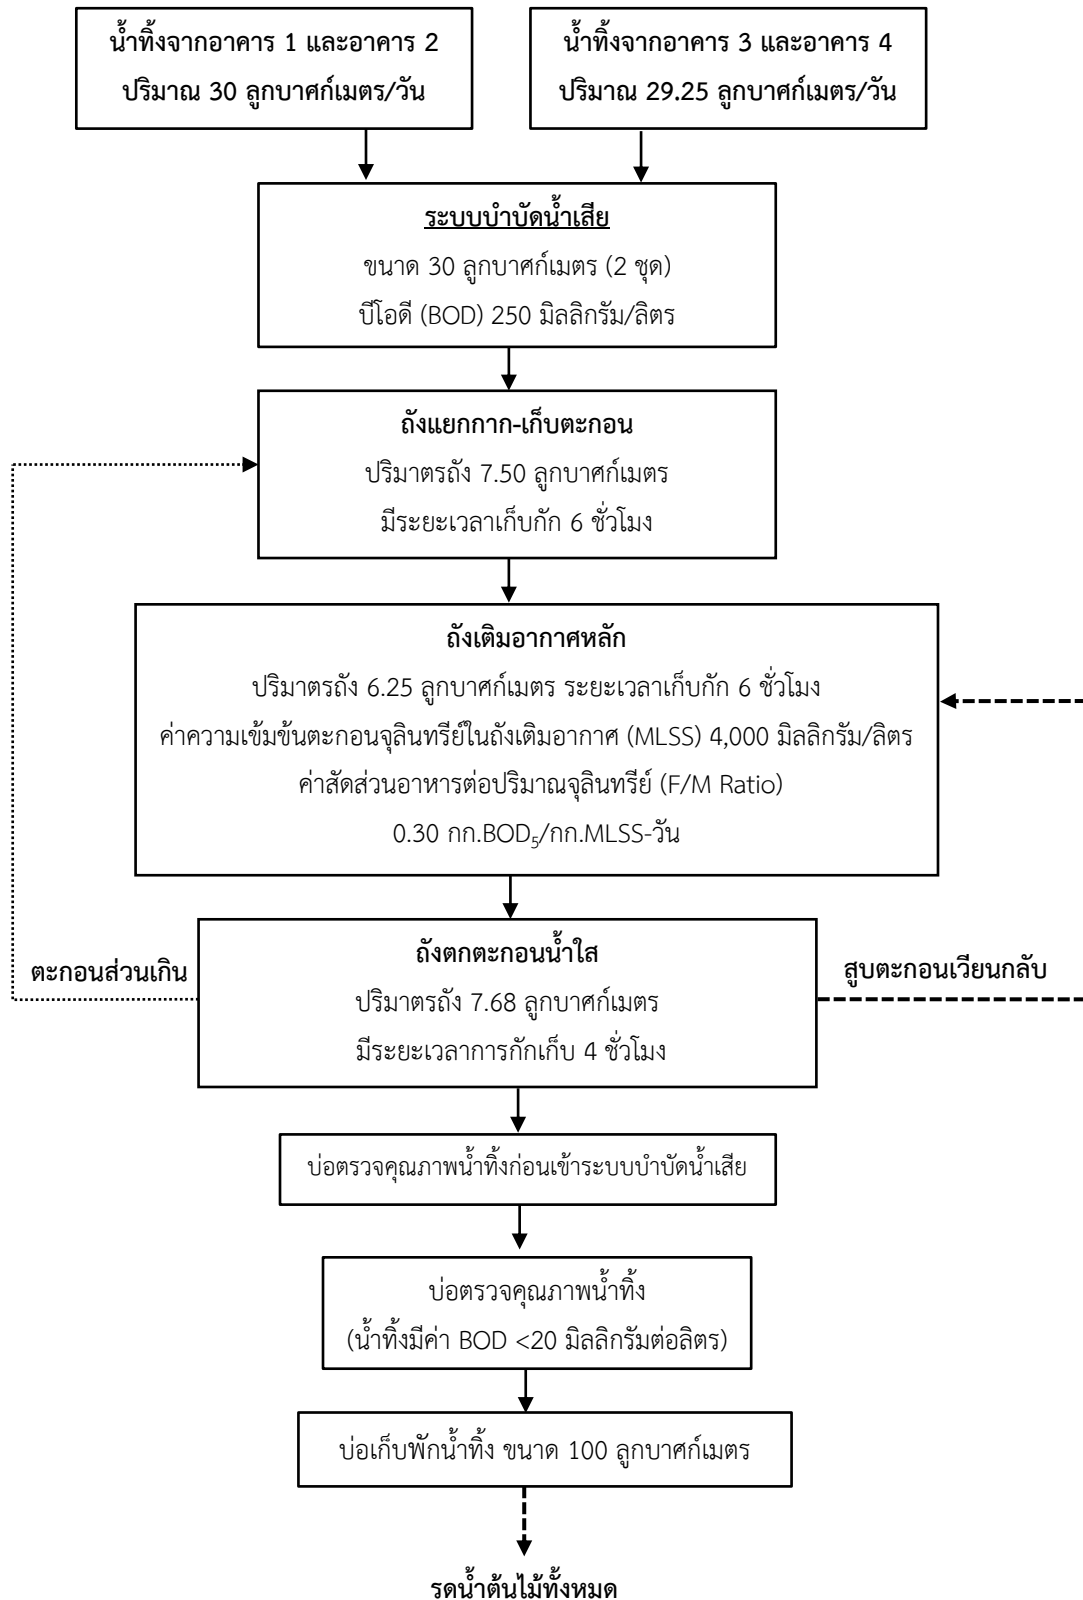 น้ำทิ้งจากอาคาร 1 และอาคาร 2
ปริมาณ 30 ลูกบาศก์เมตร/วัน
น้ำทิ้งจากอาคาร 3 และอาคาร 4
ปริมาณ 29.25 ลูกบาศก์เมตร/วัน
ระบบบำบัดน้ำเสีย
ขนาด 30 ลูกบาศก์เมตร (2 ชุด)
บีโอดี (BOD) 250 มิลลิกรัม/ลิตร
ถังแยกกาก-เก็บตะกอน
ปริมาตรถัง 7.50 ลูกบาศก์เมตร
มีระยะเวลาเก็บกัก 6 ชั่วโมง
ถังเติมอากาศหลัก
ปริมาตรถัง 6.25 ลูกบาศก์เมตร ระยะเวลาเก็บกัก 6 ชั่วโมง
ค่าความเข้มข้นตะกอนจุลินทรีย์ในถังเติมอากาศ (MLSS) 4,000 มิลลิกรัม/ลิตร
ค่าสัดส่วนอาหารต่อปริมาณจุลินทรีย์ (F/M Ratio)
0.30 กก.BOD₅/กก.MLSS-วัน
ถังตกตะกอนน้ำใส
ปริมาตรถัง 7.68 ลูกบาศก์เมตร
มีระยะเวลาการกักเก็บ 4 ชั่วโมง
ตะกอนส่วนเกิน
สูบตะกอนเวียนกลับ
บ่อตรวจคุณภาพน้ำทิ้งก่อนเข้าระบบบำบัดน้ำเสีย
บ่อตรวจคุณภาพน้ำทิ้ง
(น้ำทิ้งมีค่า BOD <20 มิลลิกรัมต่อลิตร)
บ่อเก็บพักน้ำทิ้ง ขนาด 100 ลูกบาศก์เมตร
รดน้ำต้นไม้ทั้งหมด